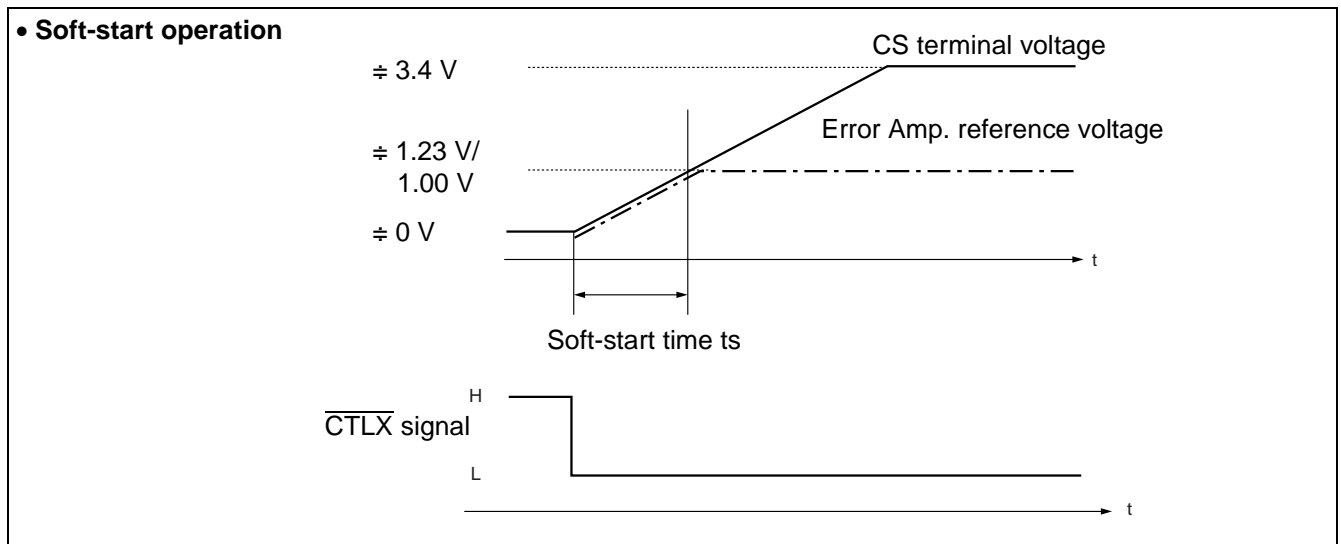 • Soft-start operation
CS terminal voltage
≑ 3.4 V
Error Amp. reference voltage
≑ 1.23 V/
1.00 V
≑ 0 V
t
Soft-start time ts
H
C̅T̅L̅X̅ signal
L
t